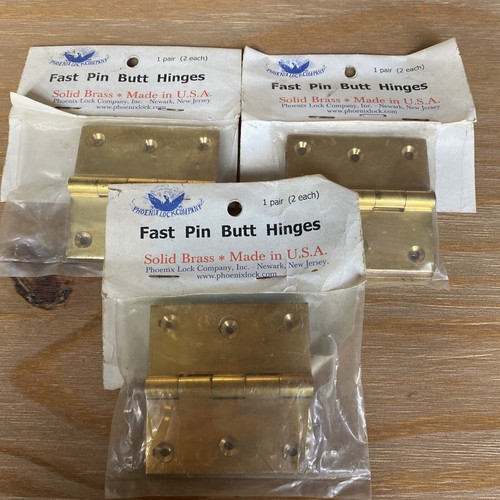 PHOENIX LOCK COMPANY
1 pair (2 each)
Fast Pin Butt Hinges
Solid Brass * Made in U.S.A.
Phoenix Lock Company, Inc. - Newark, New Jersey
www.phoenixlock.com
PHOENIX LOCK COMPANY
1 pair (2 each)
Fast Pin Butt Hinges
Solid Brass * Made in U.S.A.
Phoenix Lock Company, Inc. - Newark, New Jersey
www.phoenixlock.com
PHOENIX LOCK COMPANY
1 pair (2 each)
Fast Pin Butt Hinges
Solid Brass * Made in U.S.A.
Phoenix Lock Company, Inc. - Newark, New Jersey.
www.phoenixlock.com